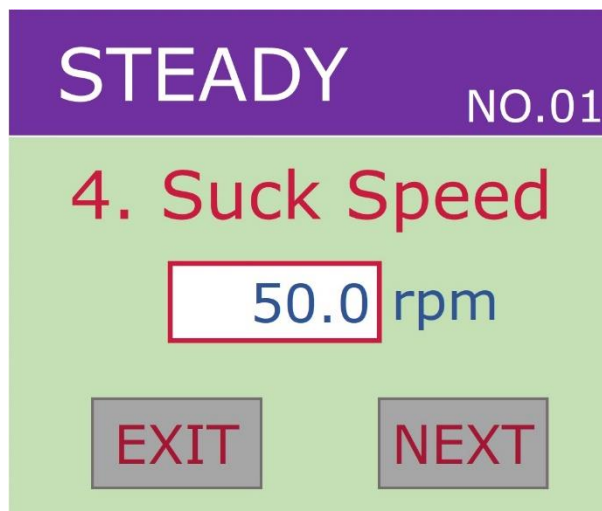 STEADY
NO.01
4. Suck Speed
50.0 rpm
EXIT
NEXT